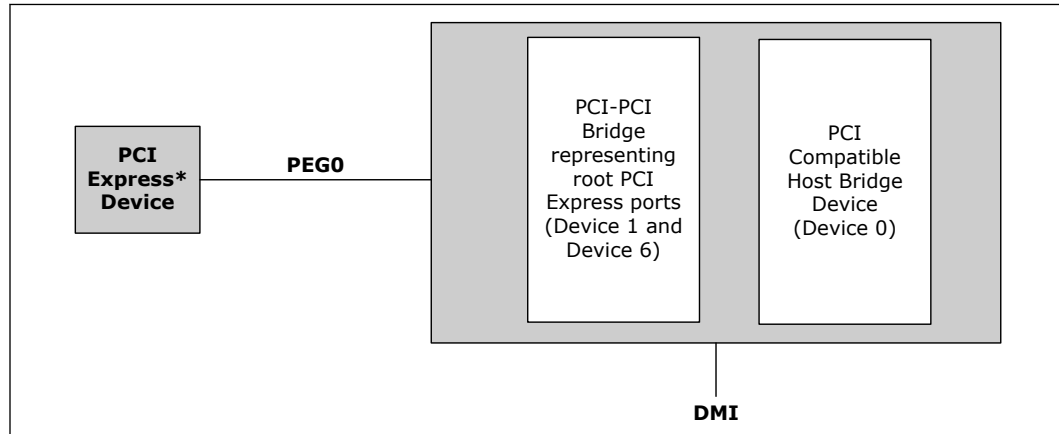 PCI
Express*
Device
PEG0
PCI-PCI
Bridge
representing
root PCI
Express ports
(Device 1 and
Device 6)
PCI
Compatible
Host Bridge
Device
(Device 0)
DMI